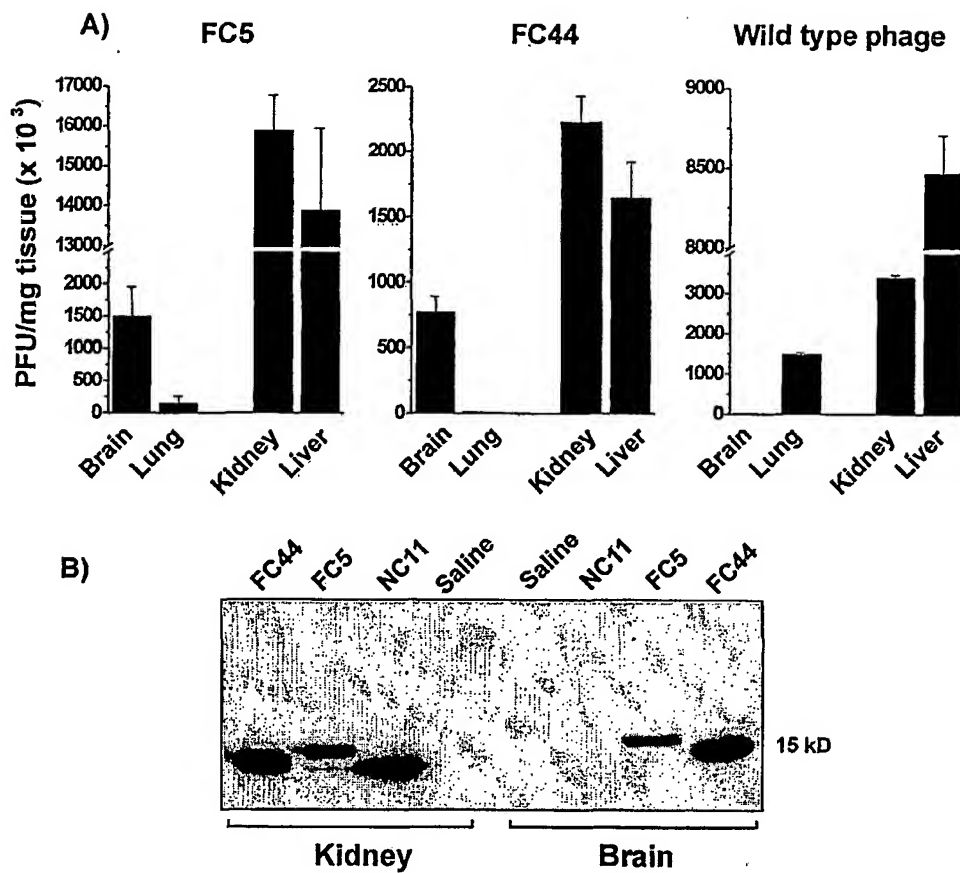 A)
FC5
FC44
Wild type phage
PFU/mg tissue (x 10³)
17000
16000
15000
14000
13000
2000
1500
1000
500
0
Brain
Lung
Kidney
Liver
2500
2000
1500
1000
750
500
250
0
Brain
Lung
Kidney
Liver
9000
8500
8000
3000
2000
1000
0
Brain
Lung
Kidney
Liver
B)
FC44 FC5 NC11 Saline Saline NC11 FC5 FC44
15 kD
Kidney Brain